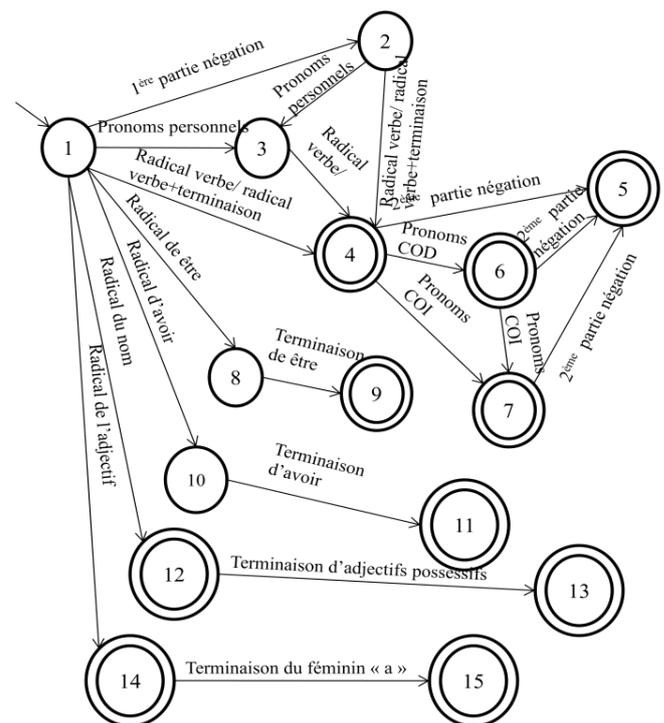 2
1ère partie négation
Pronoms
personnels
Pronoms personnels
1
3
Radical
verbe/
Radical verbe/ radical
verbe+terminaison
Radical verbe/ radical
verbe+terminaison
2ème partie négation
5
4
Pronoms
COD
2ème partie
négation
6
Pronoms
COI
Pronoms
COI
2ème partie négation
7
Radical de être
8
Terminaison
de être
9
Radical d’avoir
10
Terminaison
d’avoir
11
Radical du nom
12
Terminaison d’adjectifs possessifs
13
Radical de l’adjectif
14
Terminaison du féminin « a »
15